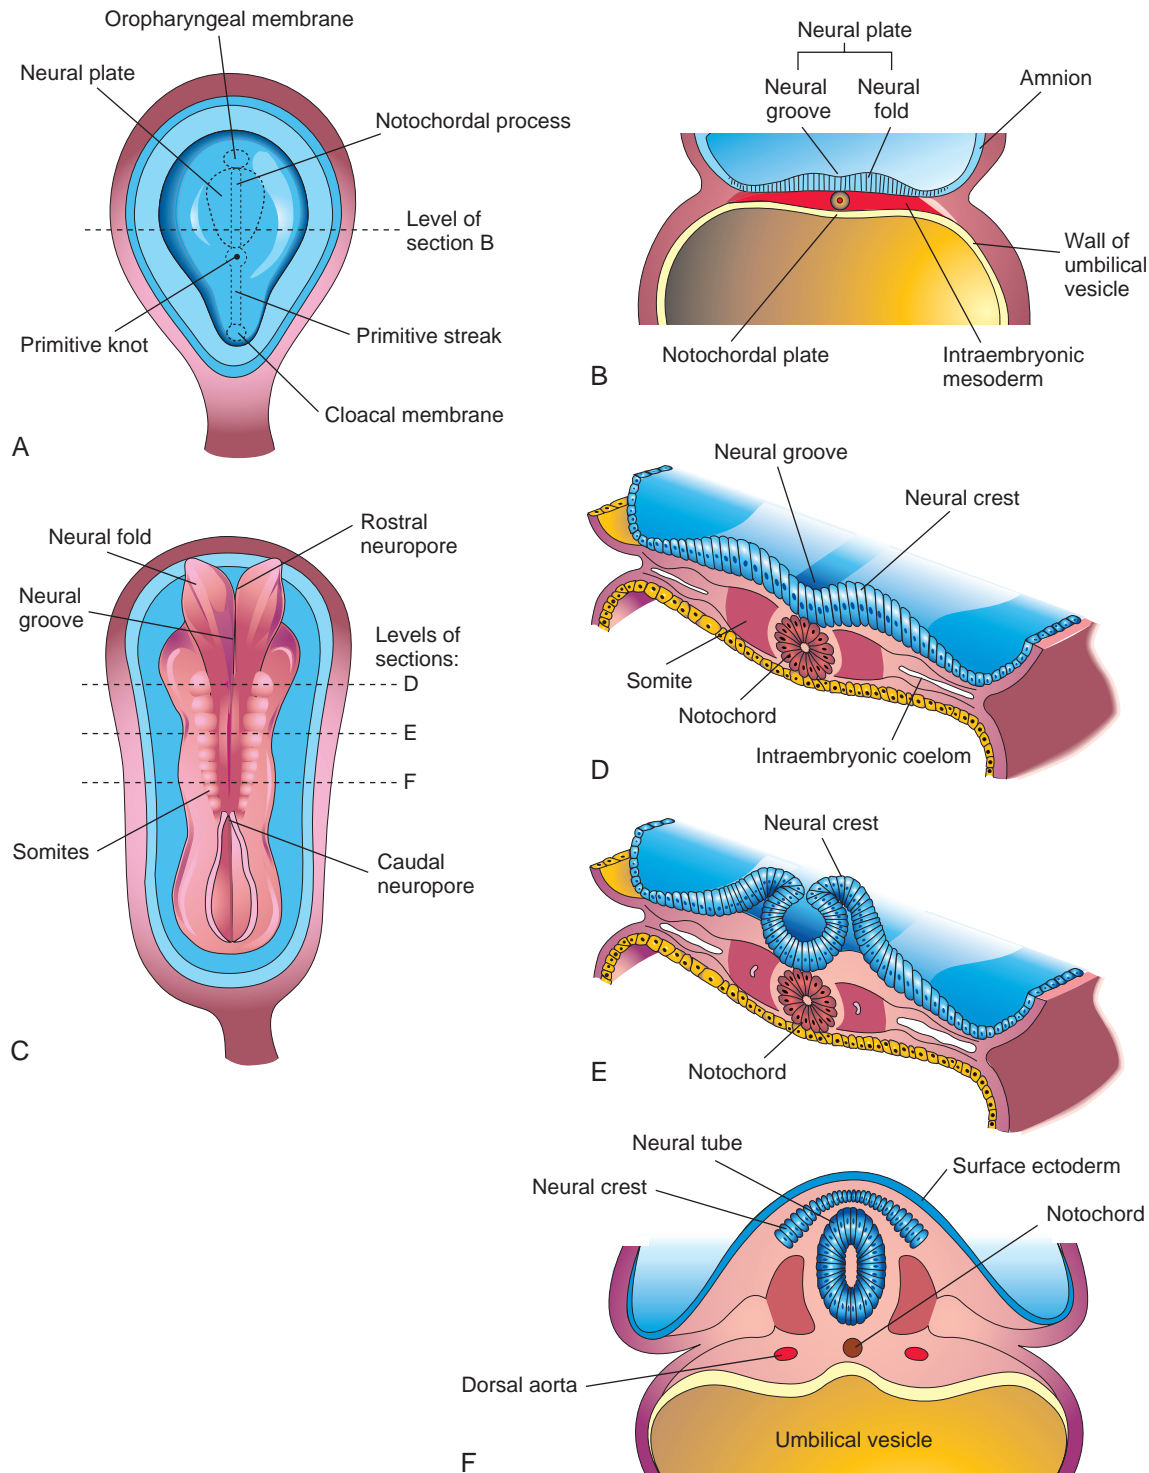 Oropharyngeal membrane
Neural plate
Notochordal process
Level of
section B
Primitive knot
Primitive streak
Cloacal membrane
A
Neural plate
Neural
groove
Neural
fold
Amnion
Wall of
umbilical
vesicle
Notochordal plate
Intraembryonic
mesoderm
B
Neural fold
Rostral
neuropore
Neural
groove
Levels of
sections:
D
E
F
Somites
Caudal
neuropore
C
Neural groove
Neural crest
Somite
Notochord
Intraembryonic coelom
D
Neural crest
Notochord
E
Neural tube
Surface ectoderm
Neural crest
Notochord
Dorsal aorta
Umbilical vesicle
F